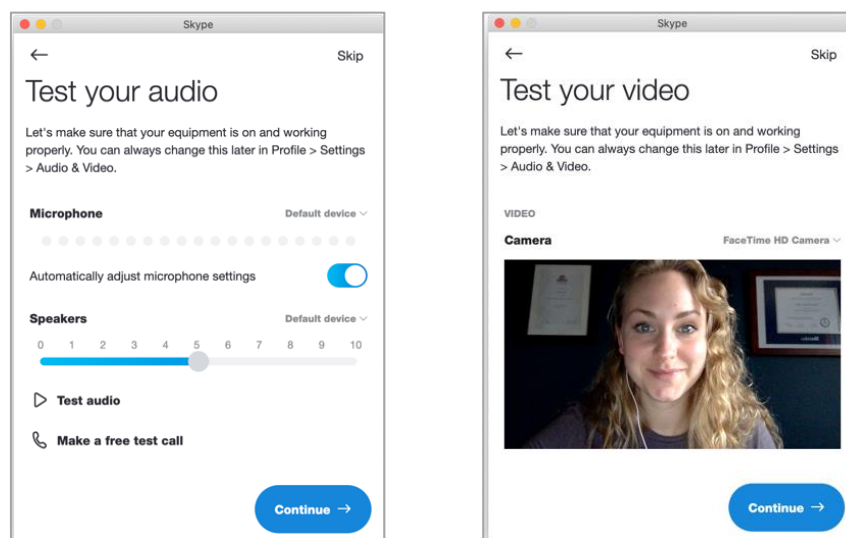 Skype
Skip
Test your audio
Let's make sure that your equipment is on and working
properly. You can always change this later in Profile > Settings
> Audio & Video.
Microphone Default device
Automatically adjust microphone settings
Speakers Default device
0 1 2 3 4 5 6 7 8 9 10
Test audio
Make a free test call
Continue →
Skype
Skip
Test your video
Let's make sure that your equipment is on and working
properly. You can always change this later in Profile > Settings
> Audio & Video.
VIDEO
Camera FaceTime HD Camera
Continue →